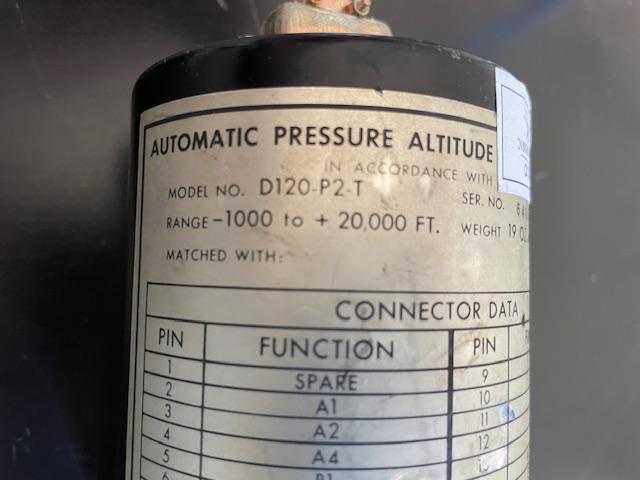 AUTOMATIC PRESSURE ALTITUDE
IN ACCORDANCE WITH
MODEL NO. D120-P2-T
SER. NO.
RANGE -1000 to + 20,000 FT.
WEIGHT 19 OZ
MATCHED WITH:
CONNECTOR DATA
PIN FUNCTION PIN
1 SPARE 9
2 A1 10
3 A2 11
4 A4 12
5 B1